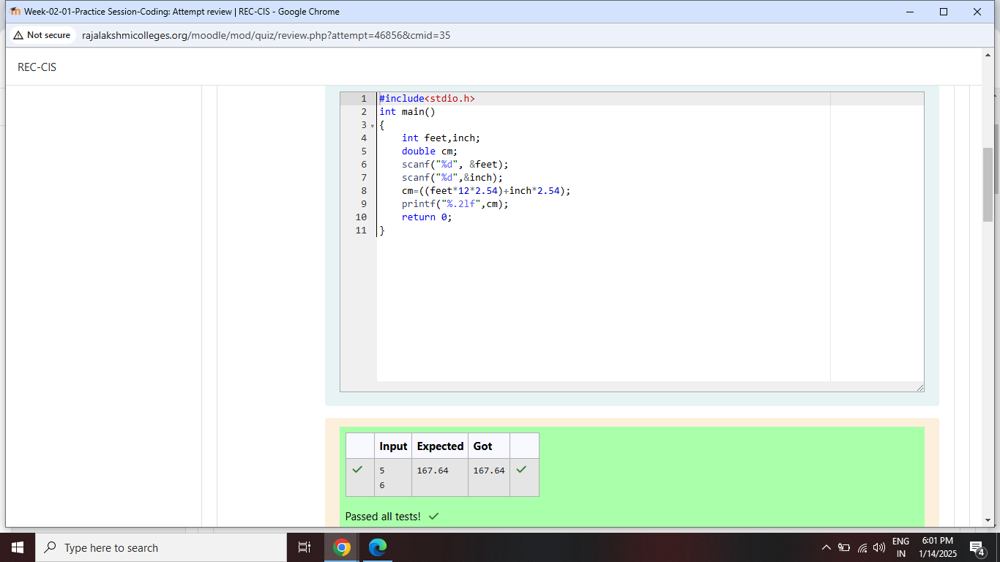 Week-02-01-Practice Session-Coding: Attempt review | REC-CIS - Google Chrome
Not secure rajalakshmicolleges.org/moodle/mod/quiz/review.php?attempt=46856&cmid=35
REC-CIS
1 #include<stdio.h>
2 int main()
3 {
4 int feet,inch;
5 double cm;
6 scanf("%d", &feet);
7 scanf("%d",&inch);
8 cm=((feet*12*2.54)+inch*2.54);
9 printf("%.2lf",cm);
10 return 0;
11 }
Input Expected Got
5 167.64 167.64
6
Passed all tests!
Type here to search
ENG 6:01 PM
IN 1/14/2025 4